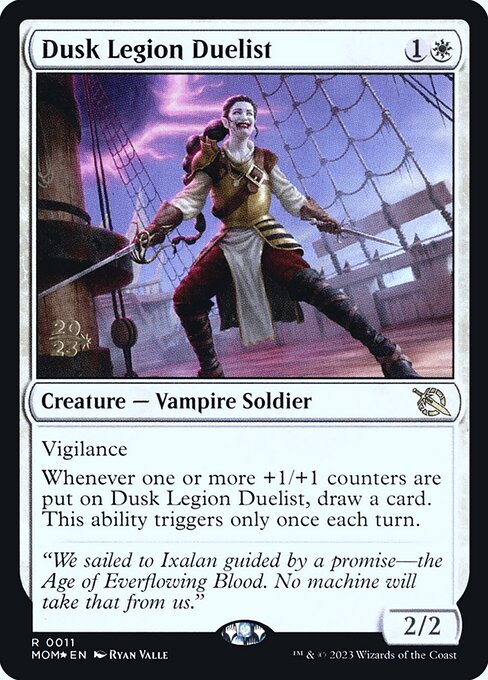 Dusk Legion Duelist 1
20
23
Creature — Vampire Soldier
Vigilance
Whenever one or more +1/+1 counters are
put on Dusk Legion Duelist, draw a card.
This ability triggers only once each turn.
“We sailed to Ixalan guided by a promise—the
Age of Everflowing Blood. No machine will
take that from us.”
2/2
R 0011
MOM★EN Ryan Valle
™ & © 2023 Wizards of the Coast